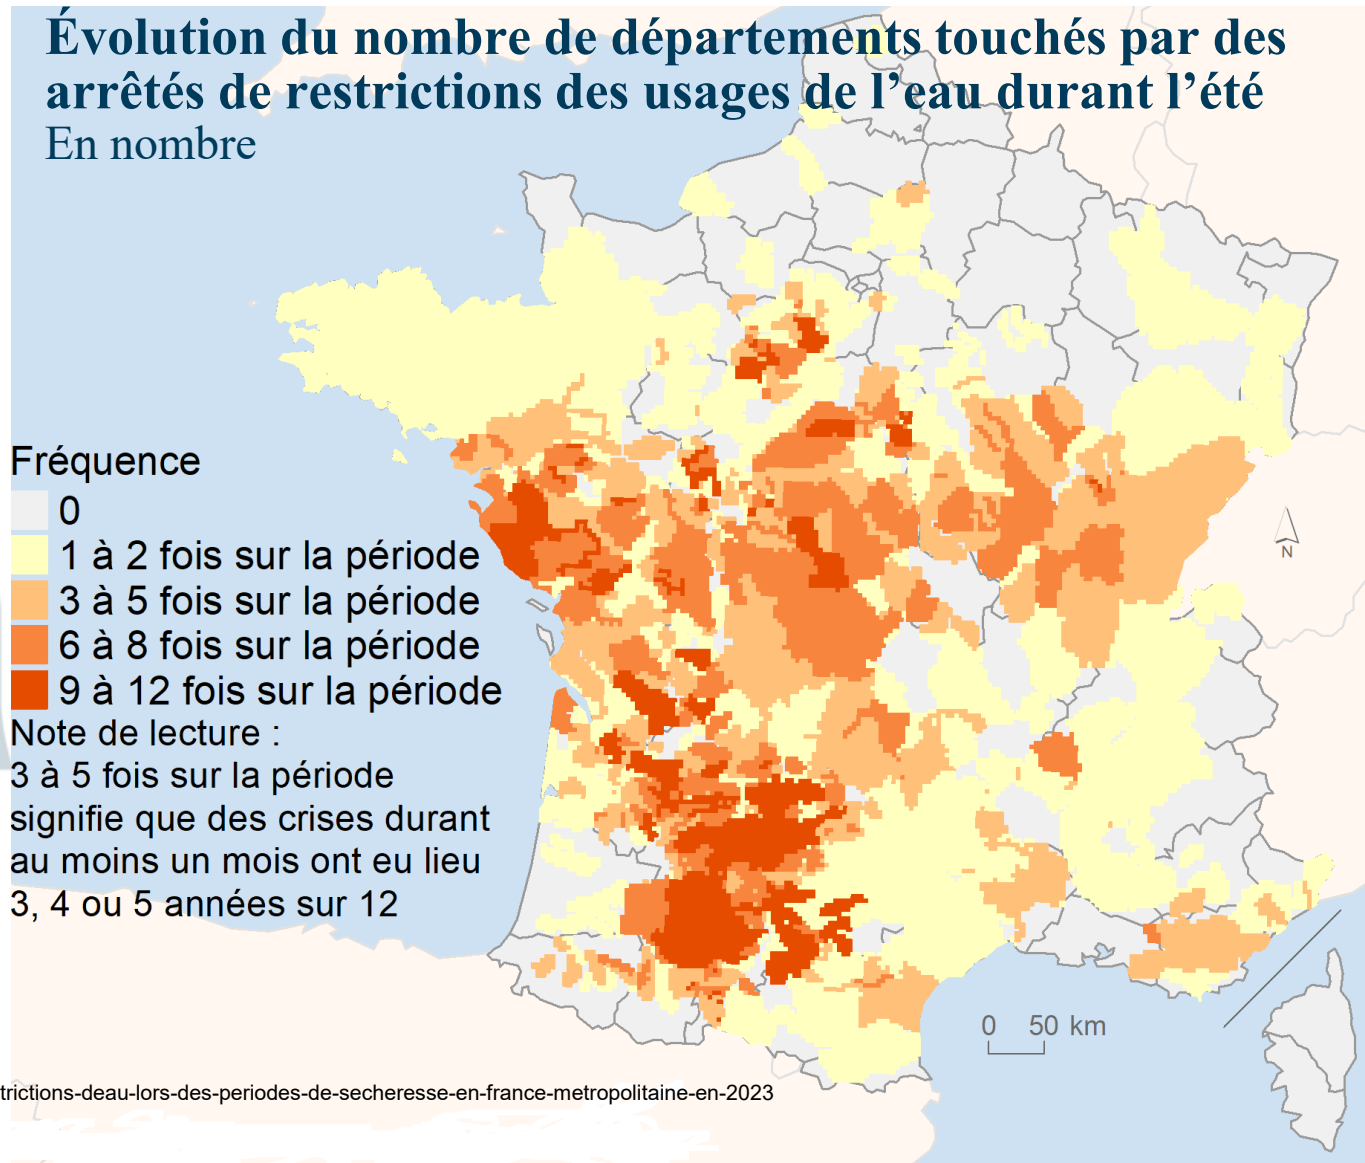 Évolution du nombre de départements touchés par des
arrêtés de restrictions des usages de l’eau durant l’été
En nombre
Fréquence
0
1 à 2 fois sur la période
3 à 5 fois sur la période
6 à 8 fois sur la période
9 à 12 fois sur la période
Note de lecture :
3 à 5 fois sur la période
signifie que des crises durant
au moins un mois ont eu lieu
3, 4 ou 5 années sur 12
N
0 50 km
trictions-deau-lors-des-periodes-de-secheresse-en-france-metropolitaine-en-2023